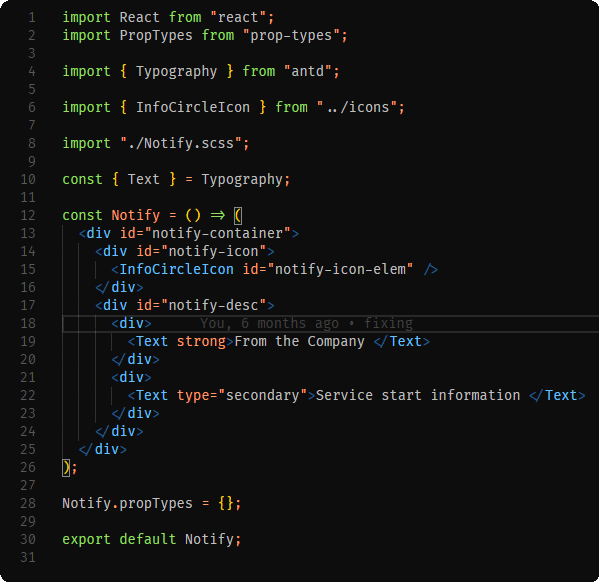 1 import React from "react";
2 import PropTypes from "prop-types";
3
4 import { Typography } from "antd";
5
6 import { InfoCircleIcon } from "../icons";
7
8 import "./Notify.scss";
9
10 const { Text } = Typography;
11
12 const Notify = () => (
13   <div id="notify-container">
14     <div id="notify-icon">
15       <InfoCircleIcon id="notify-icon-elem" />
16     </div>
17     <div id="notify-desc">
18       <div>      You, 6 months ago • fixing
19         <Text strong>From the Company </Text>
20       </div>
21       <div>
22         <Text type="secondary">Service start information </Text>
23       </div>
24     </div>
25   </div>
26 );
27
28 Notify.propTypes = {};
29
30 export default Notify;
31